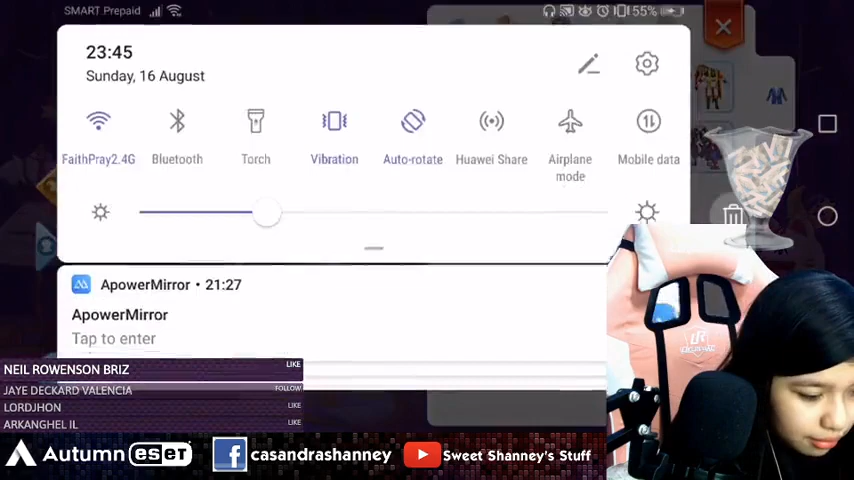 SMART Prepaid
55%
23:45
Sunday, 16 August
FaithPray2.4G
Bluetooth
Torch
Vibration
Auto-rotate
Huawei Share
Airplane
mode
Mobile data
ApowerMirror • 21:27
ApowerMirror
Tap to enter
NEIL ROWENSON BRIZ LIKE
JAYE DECKARD VALENCIA FOLLOW
LORDJHON LIKE
ARKANGHEL IL LIKE
Autumn eseT
casandrashanney
Sweet Shanney's Stuff